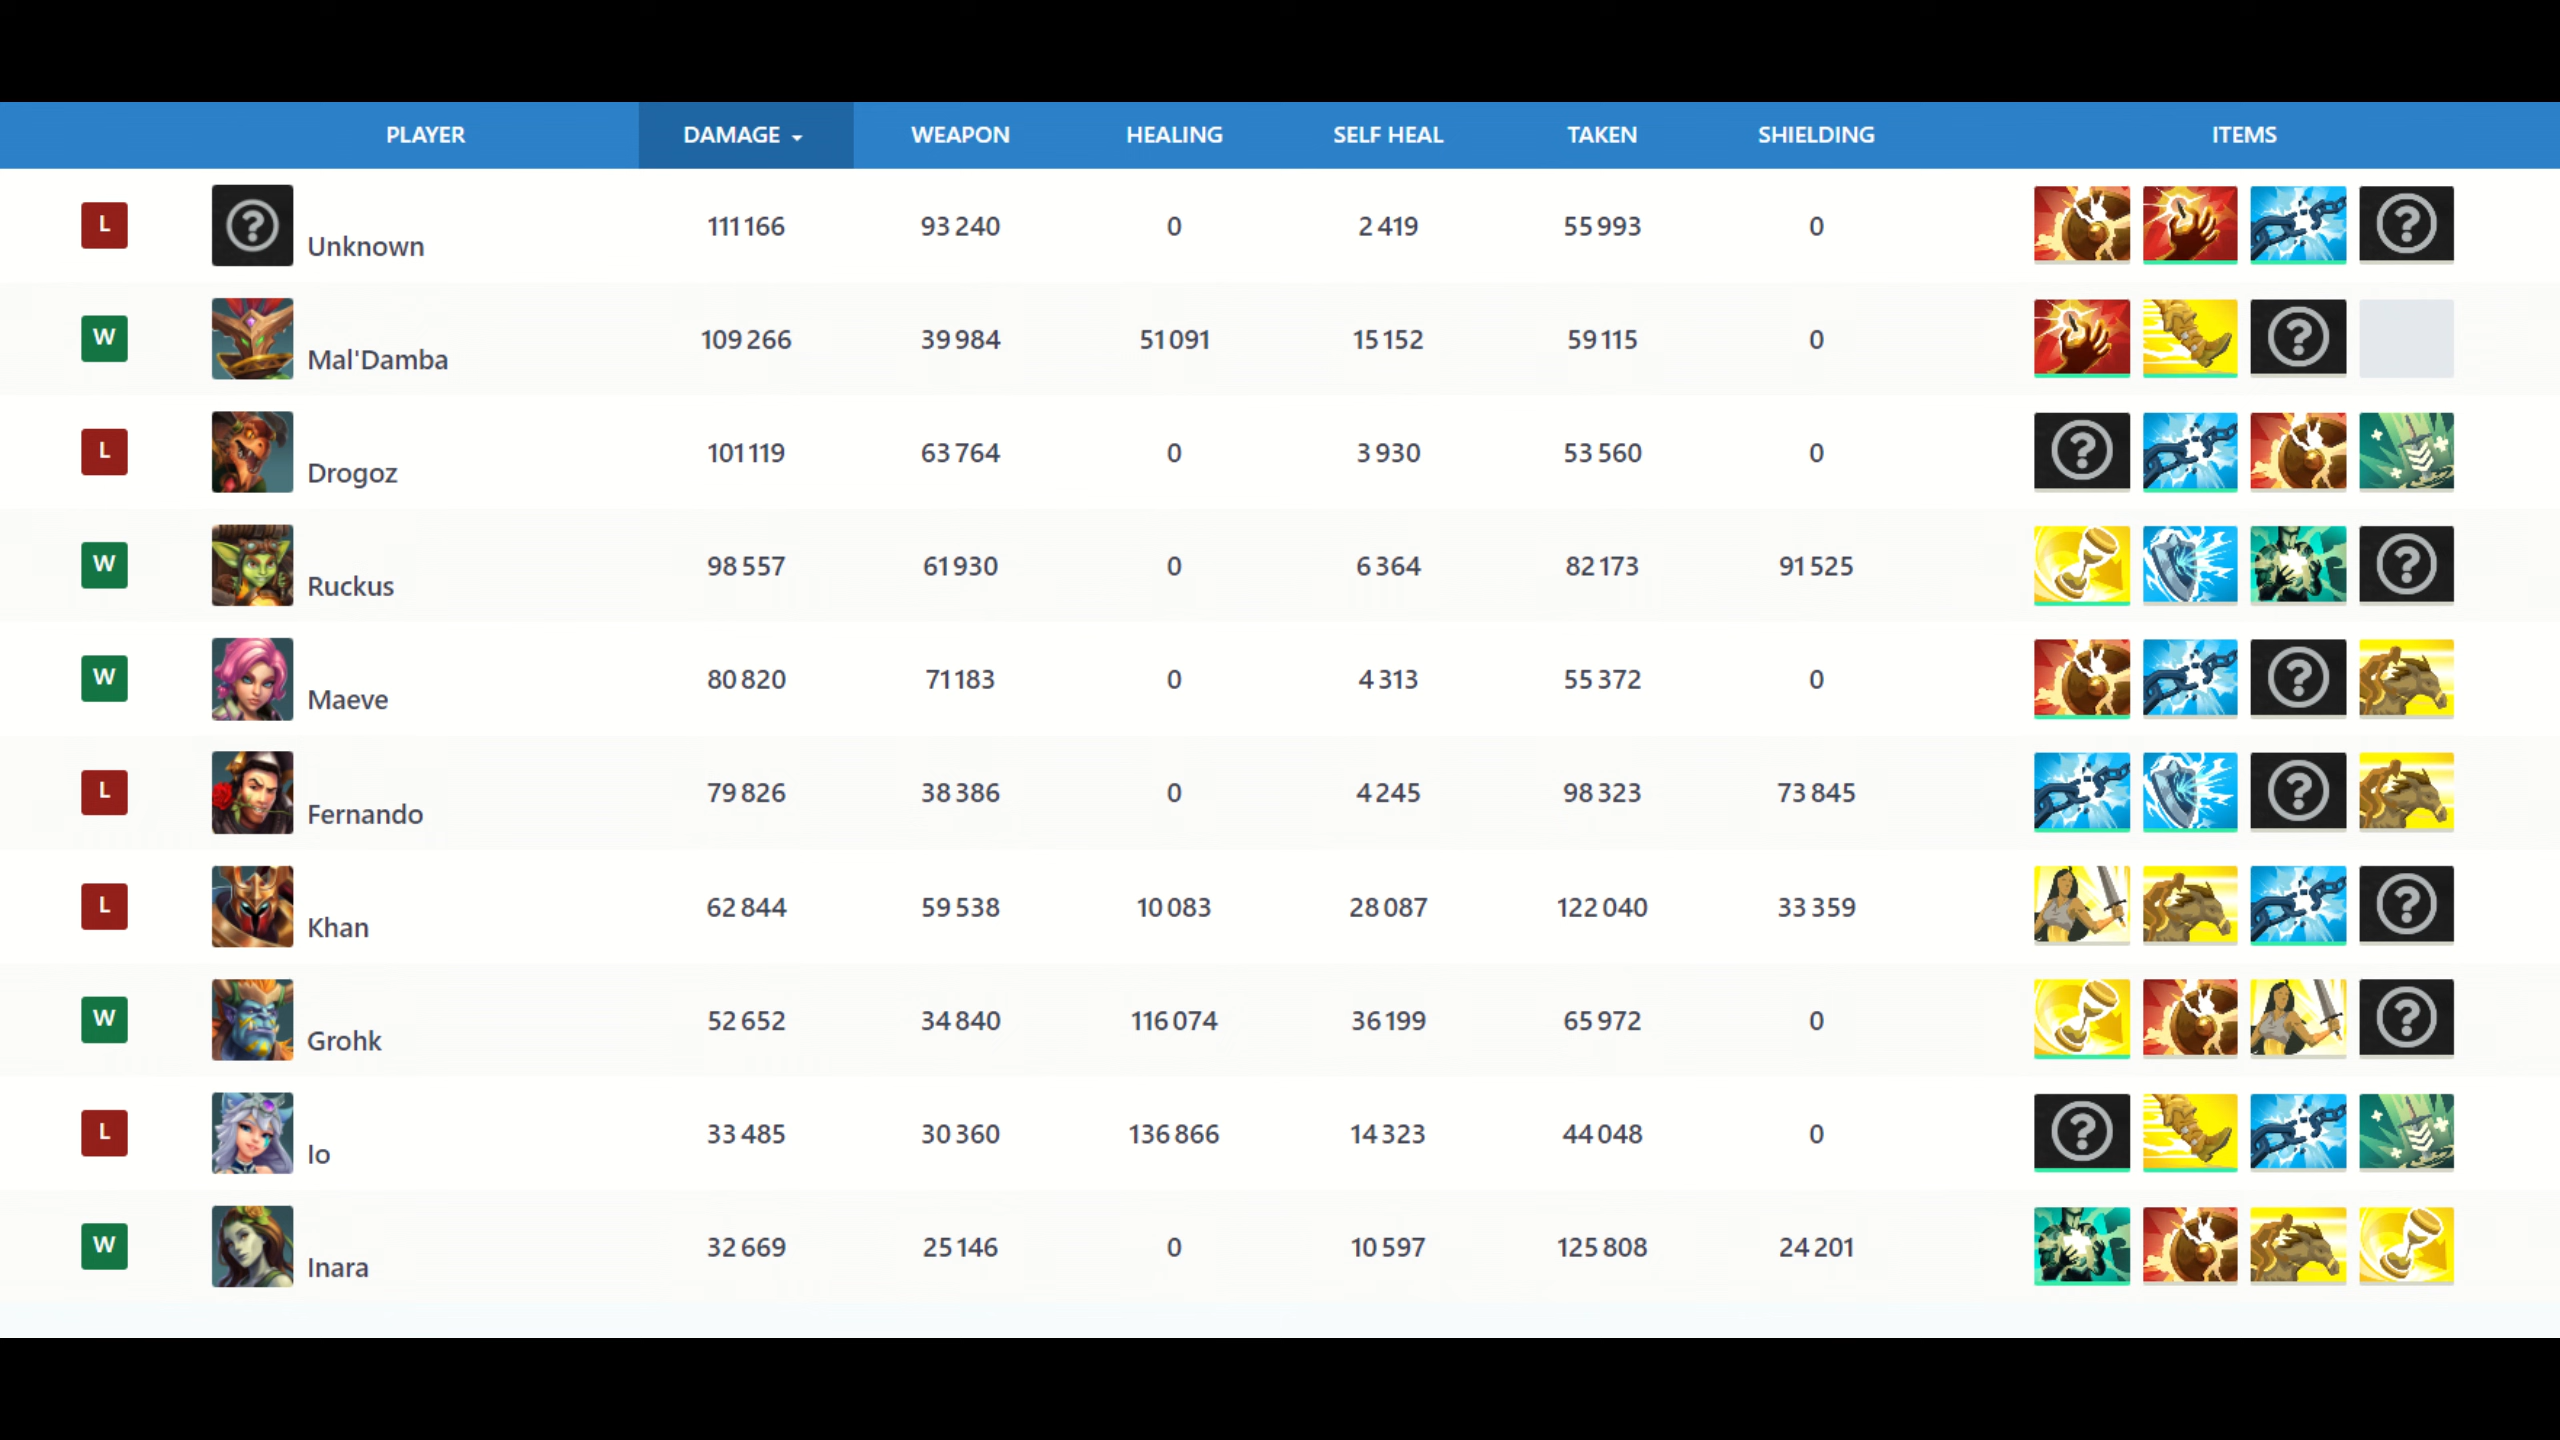 PLAYER DAMAGE WEAPON HEALING SELF HEAL TAKEN SHIELDING ITEMS
L Unknown 111 166 93 240 0 2 419 55 993 0
W Mal'Damba 109 266 39 984 51 091 15 152 59 115 0
L Drogoz 101 119 63 764 0 3 930 53 560 0
W Ruckus 98 557 61 930 0 6 364 82 173 91 525
W Maeve 80 820 71 183 0 4 313 55 372 0
L Fernando 79 826 38 386 0 4 245 98 323 73 845
L Khan 62 844 59 538 10 083 28 087 122 040 33 359
W Grohk 52 652 34 840 116 074 36 199 65 972 0
L Io 33 485 30 360 136 866 14 323 44 048 0
W Inara 32 669 25 146 0 10 597 125 808 24 201